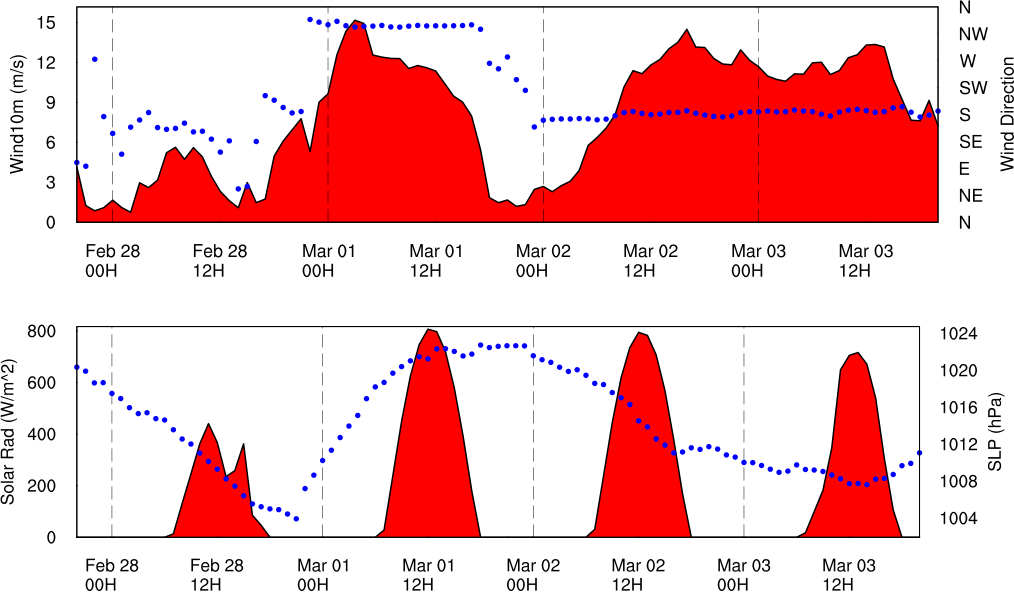 N
15 NW
12 W
SW
9 S
6 SE
E
3 NE
0 N
Wind10m (m/s)
Wind Direction
Feb 28 Feb 28 Mar 01 Mar 01 Mar 02 Mar 02 Mar 03 Mar 03
00H 12H 00H 12H 00H 12H 00H 12H
800 1024
1020
600
1016
400 1012
200 1008
1004
0
Solar Rad (W/m^2)
SLP (hPa)
Feb 28 Feb 28 Mar 01 Mar 01 Mar 02 Mar 02 Mar 03 Mar 03
00H 12H 00H 12H 00H 12H 00H 12H